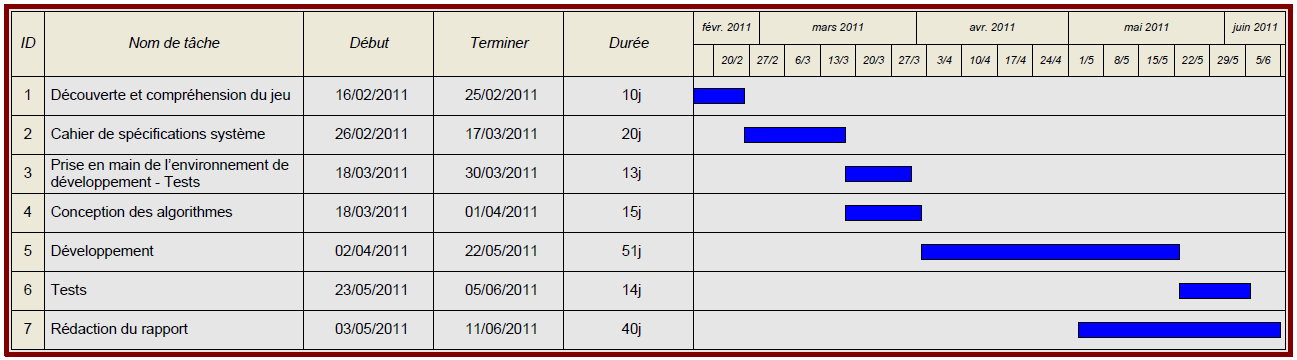 ID Nom de tâche Début Terminer Durée févr. 2011 mars 2011 avr. 2011 mai 2011 juin 2011
20/2 27/2 6/3 13/3 20/3 27/3 3/4 10/4 17/4 24/4 1/5 8/5 15/5 22/5 29/5 5/6
1 Découverte et compréhension du jeu 16/02/2011 25/02/2011 10j
2 Cahier de spécifications système 26/02/2011 17/03/2011 20j
3 Prise en main de l’environnement de
développement - Tests 18/03/2011 30/03/2011 13j
4 Conception des algorithmes 18/03/2011 01/04/2011 15j
5 Développement 02/04/2011 22/05/2011 51j
6 Tests 23/05/2011 05/06/2011 14j
7 Rédaction du rapport 03/05/2011 11/06/2011 40j